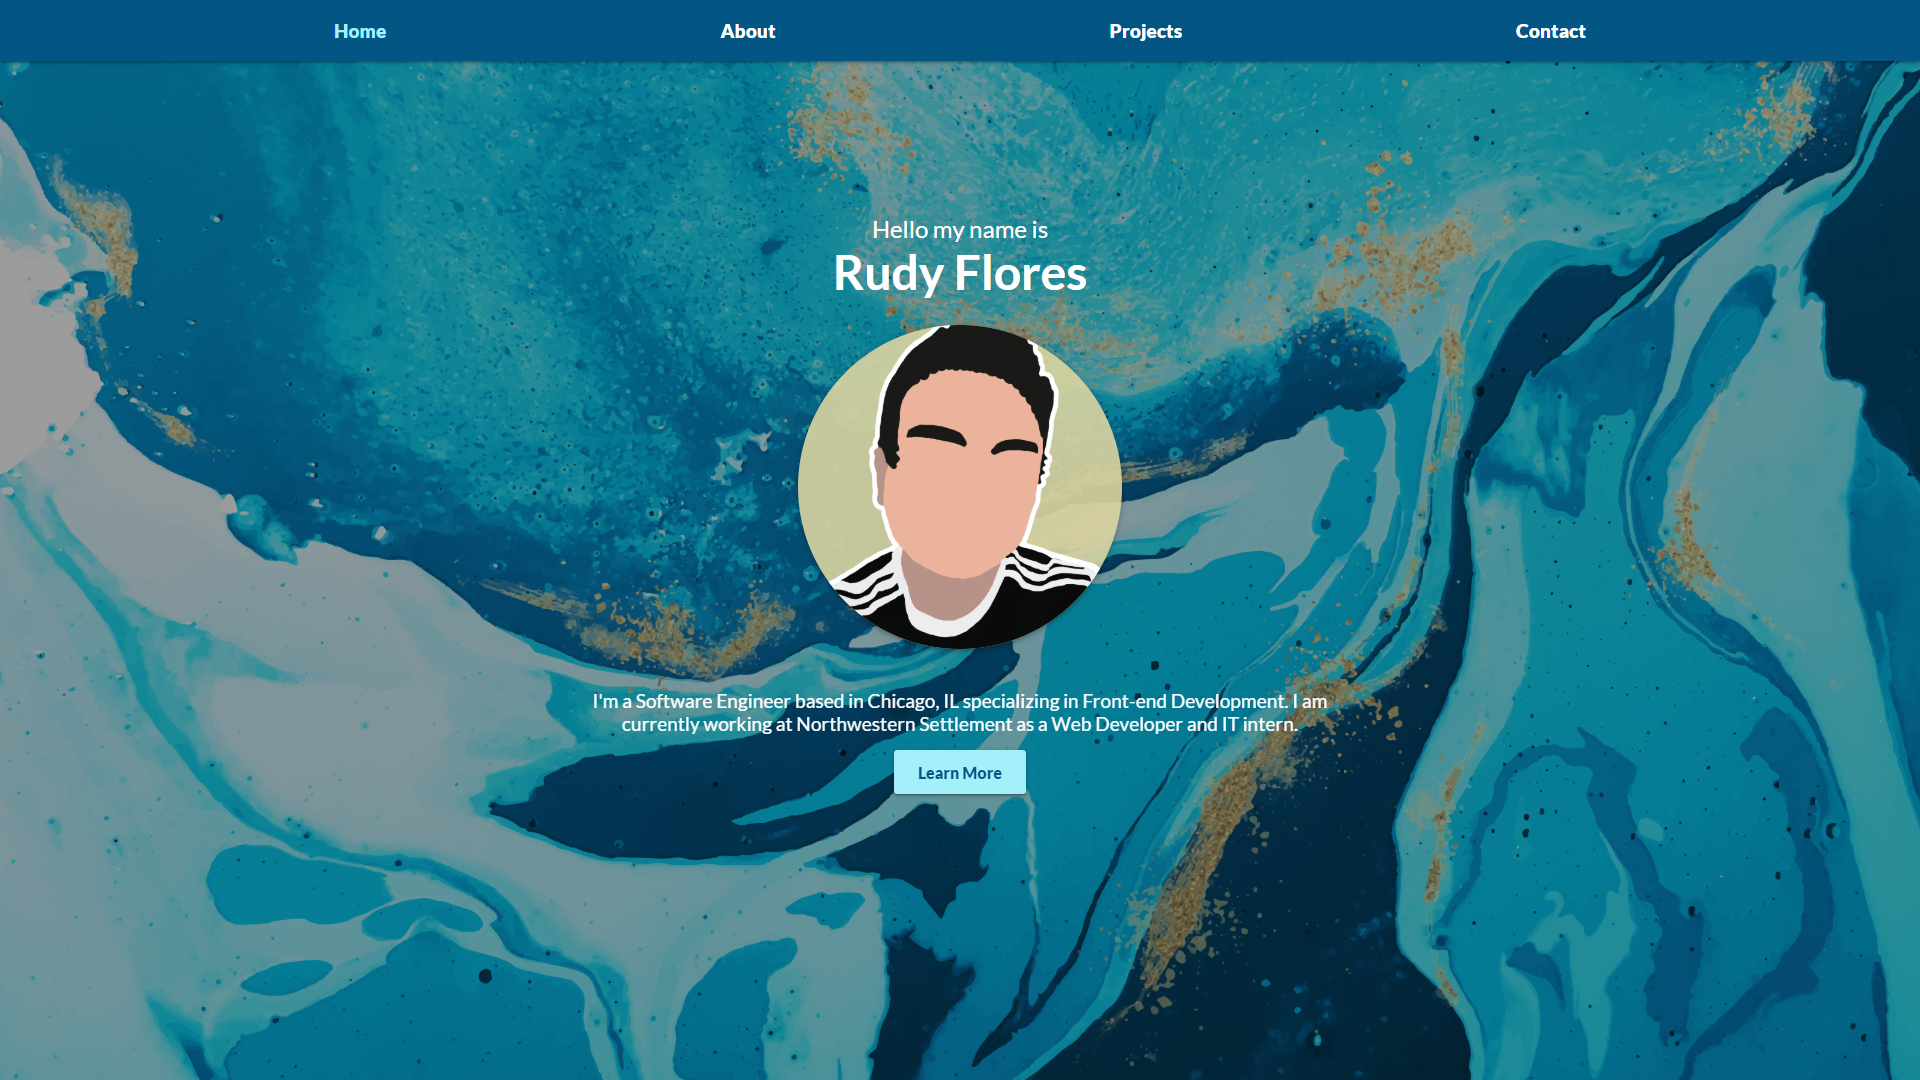 Home About Projects Contact
Hello my name is
Rudy Flores
I'm a Software Engineer based in Chicago, IL specializing in Front-end Development. I am
currently working at Northwestern Settlement as a Web Developer and IT intern.
Learn More